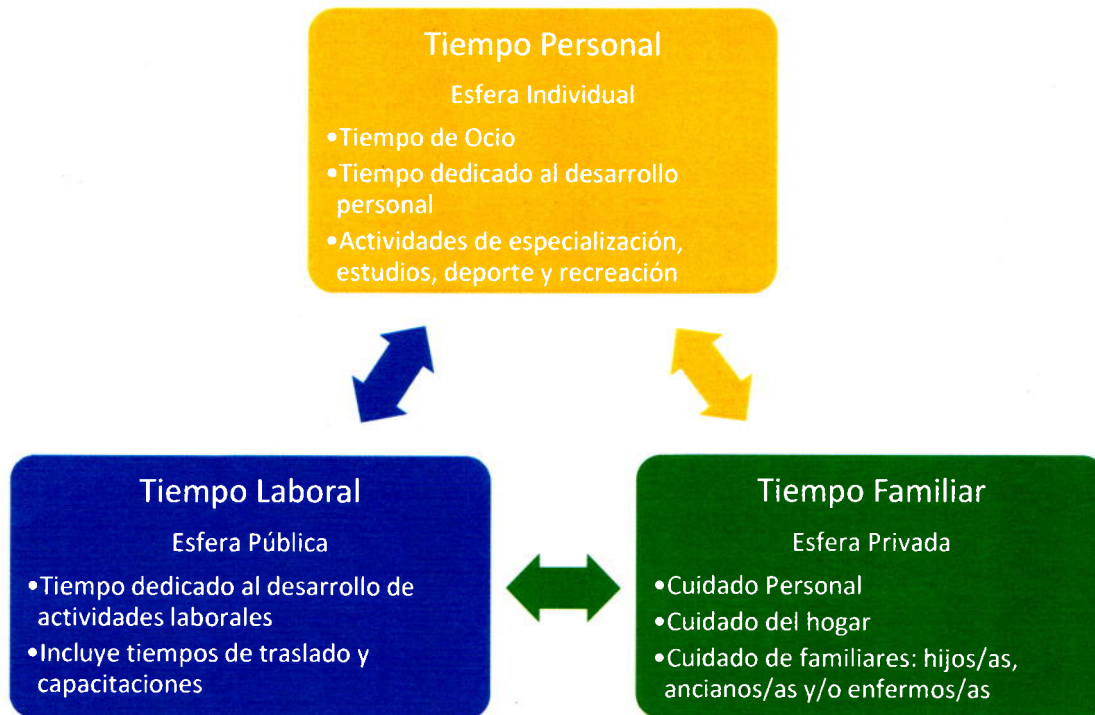 Tiempo Personal
Esfera Individual
•Tiempo de Ocio
•Tiempo dedicado al desarrollo
personal
•Actividades de especialización,
estudios, deporte y recreación
Tiempo Laboral
Esfera Pública
•Tiempo dedicado al desarrollo de
actividades laborales
•Incluye tiempos de traslado y
capacitaciones
Tiempo Familiar
Esfera Privada
•Cuidado Personal
•Cuidado del hogar
•Cuidado de familiares: hijos/as,
ancianos/as y/o enfermos/as